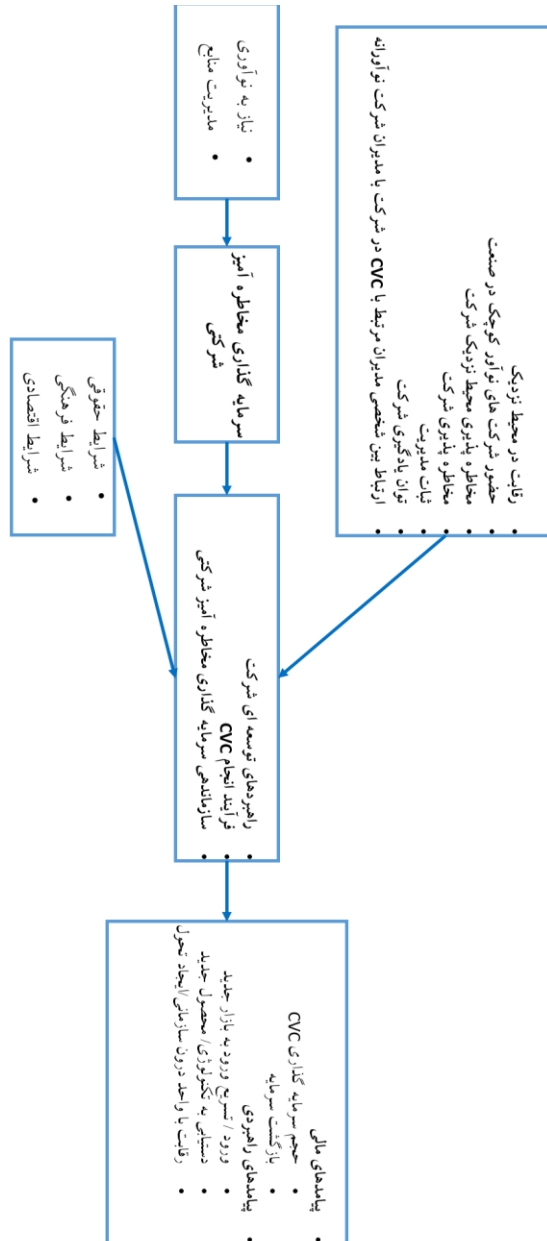 نیاز به نوآوری
مدیریت منابع
سرمایه گذاری مخاطره آمیز
شرکتی
رقابت در محیط نزدیک
حضور شرکت های نوآور کوچک در صنعت
مخاطره پذیری محیط نزدیک شرکت
مخاطره پذیری شرکت
ثبات مدیریت
توان یادگیری شرکت
ارتباط بین شخصی مدیران مرتبط با CVC در شرکت با مدیران شرکت نوآورانه
شرایط حقوقی
شرایط فرهنگی
شرایط اقتصادی
راهبردهای توسعه ای شرکت
فرآیند انجام CVC
سازماندهی سرمایه گذاری مخاطره آمیز شرکتی
پیامدهای مالی
حجم سرمایه گذاری CVC
بازگشت سرمایه
پیامدهای راهبردی
ورود / تسریع ورود به بازار جدید
دستیابی به تکنولوژی/ محصول جدید
رقابت با واحد درون سازمانی/ایجاد تحول